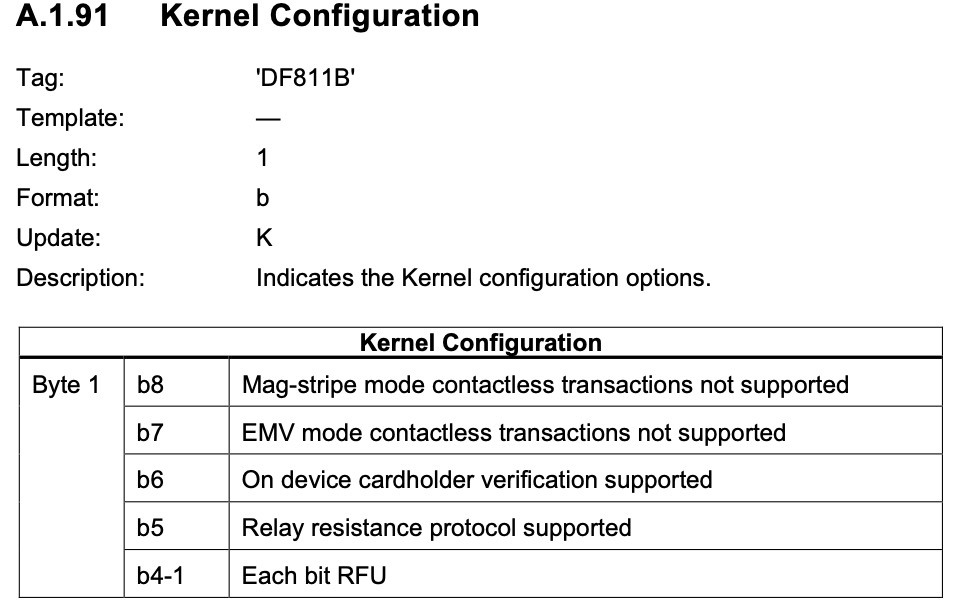 A.1.91 Kernel Configuration
Tag: 'DF811B'
Template: —
Length: 1
Format: b
Update: K
Description: Indicates the Kernel configuration options.
Kernel Configuration
Byte 1 b8 Mag-stripe mode contactless transactions not supported
b7 EMV mode contactless transactions not supported
b6 On device cardholder verification supported
b5 Relay resistance protocol supported
b4-1 Each bit RFU